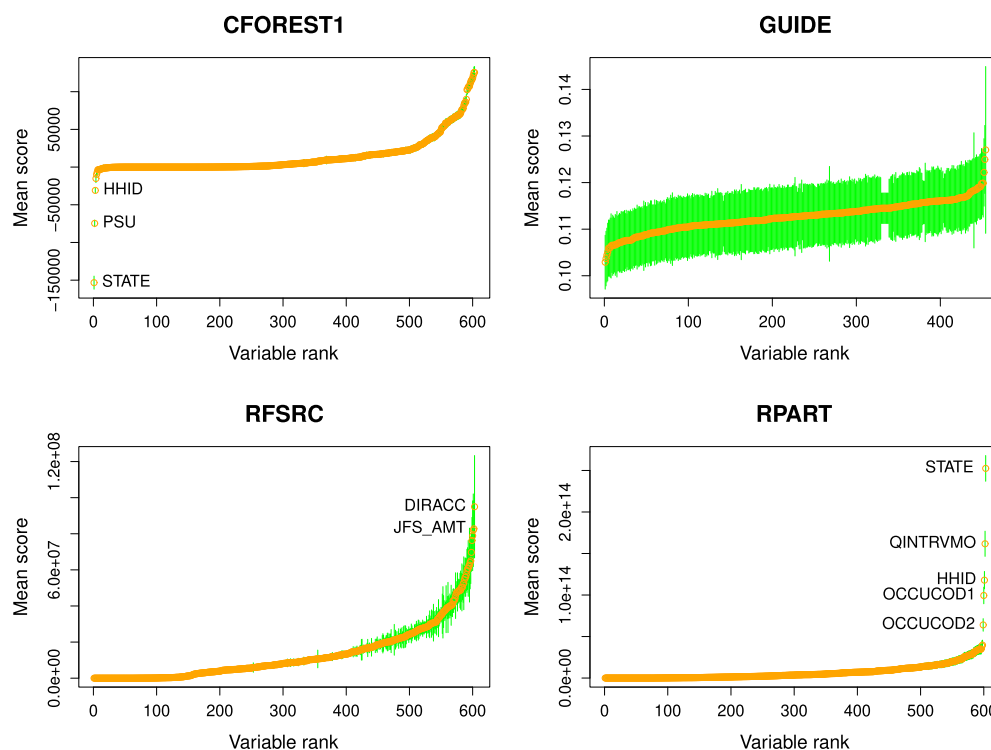 CFOREST1
Mean score
50000
−50000
−150000
HHID
PSU
STATE
0 100 200 300 400 500 600
Variable rank
GUIDE
Mean score
0.14
0.13
0.12
0.11
0.10
0 100 200 300 400
Variable rank
RFSRC
Mean score
1.2e+08
6.0e+07
0.0e+00
DIRACC
JFS_AMT
0 100 200 300 400 500 600
Variable rank
RPART
Mean score
2.0e+14
1.0e+14
0.0e+00
STATE
QINTRVMO
HHID
OCCUCOD1
OCCUCOD2
0 100 200 300 400 500 600
Variable rank